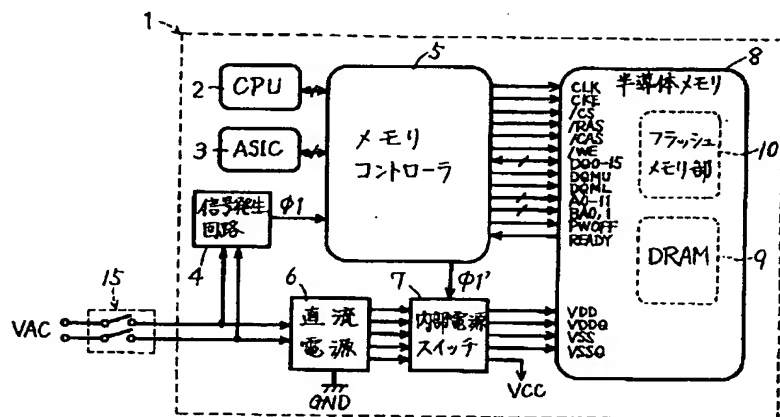 1
2
CPU
3
ASIC
信号発生
回路
4
φ1
5
メモリ
コントローラ
φ1'
15
VAC
6
直流
電源
GND
7
内部電源
スイッチ
VCC
8
半導体メモリ
CLK
CKE
/CS
/RAS
/CAS
/WE
DQ0-15
DQMU
DQML
A0-11
BA0,1
PWOFF
READY
フラッシュ
メモリ部
10
DRAM
9
VDD
VDDQ
VSS
VSSQ